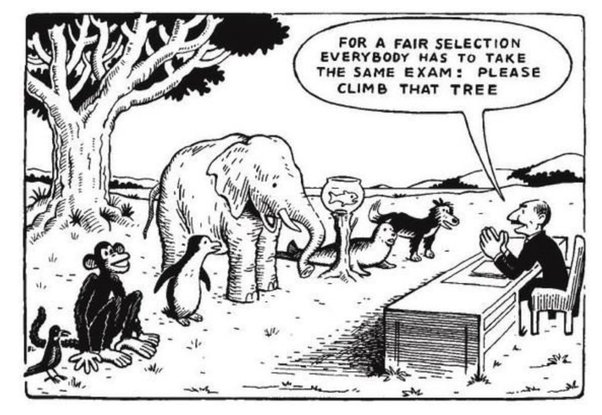 FOR A FAIR SELECTION
EVERYBODY HAS TO TAKE
THE SAME EXAM: PLEASE
CLIMB THAT TREE